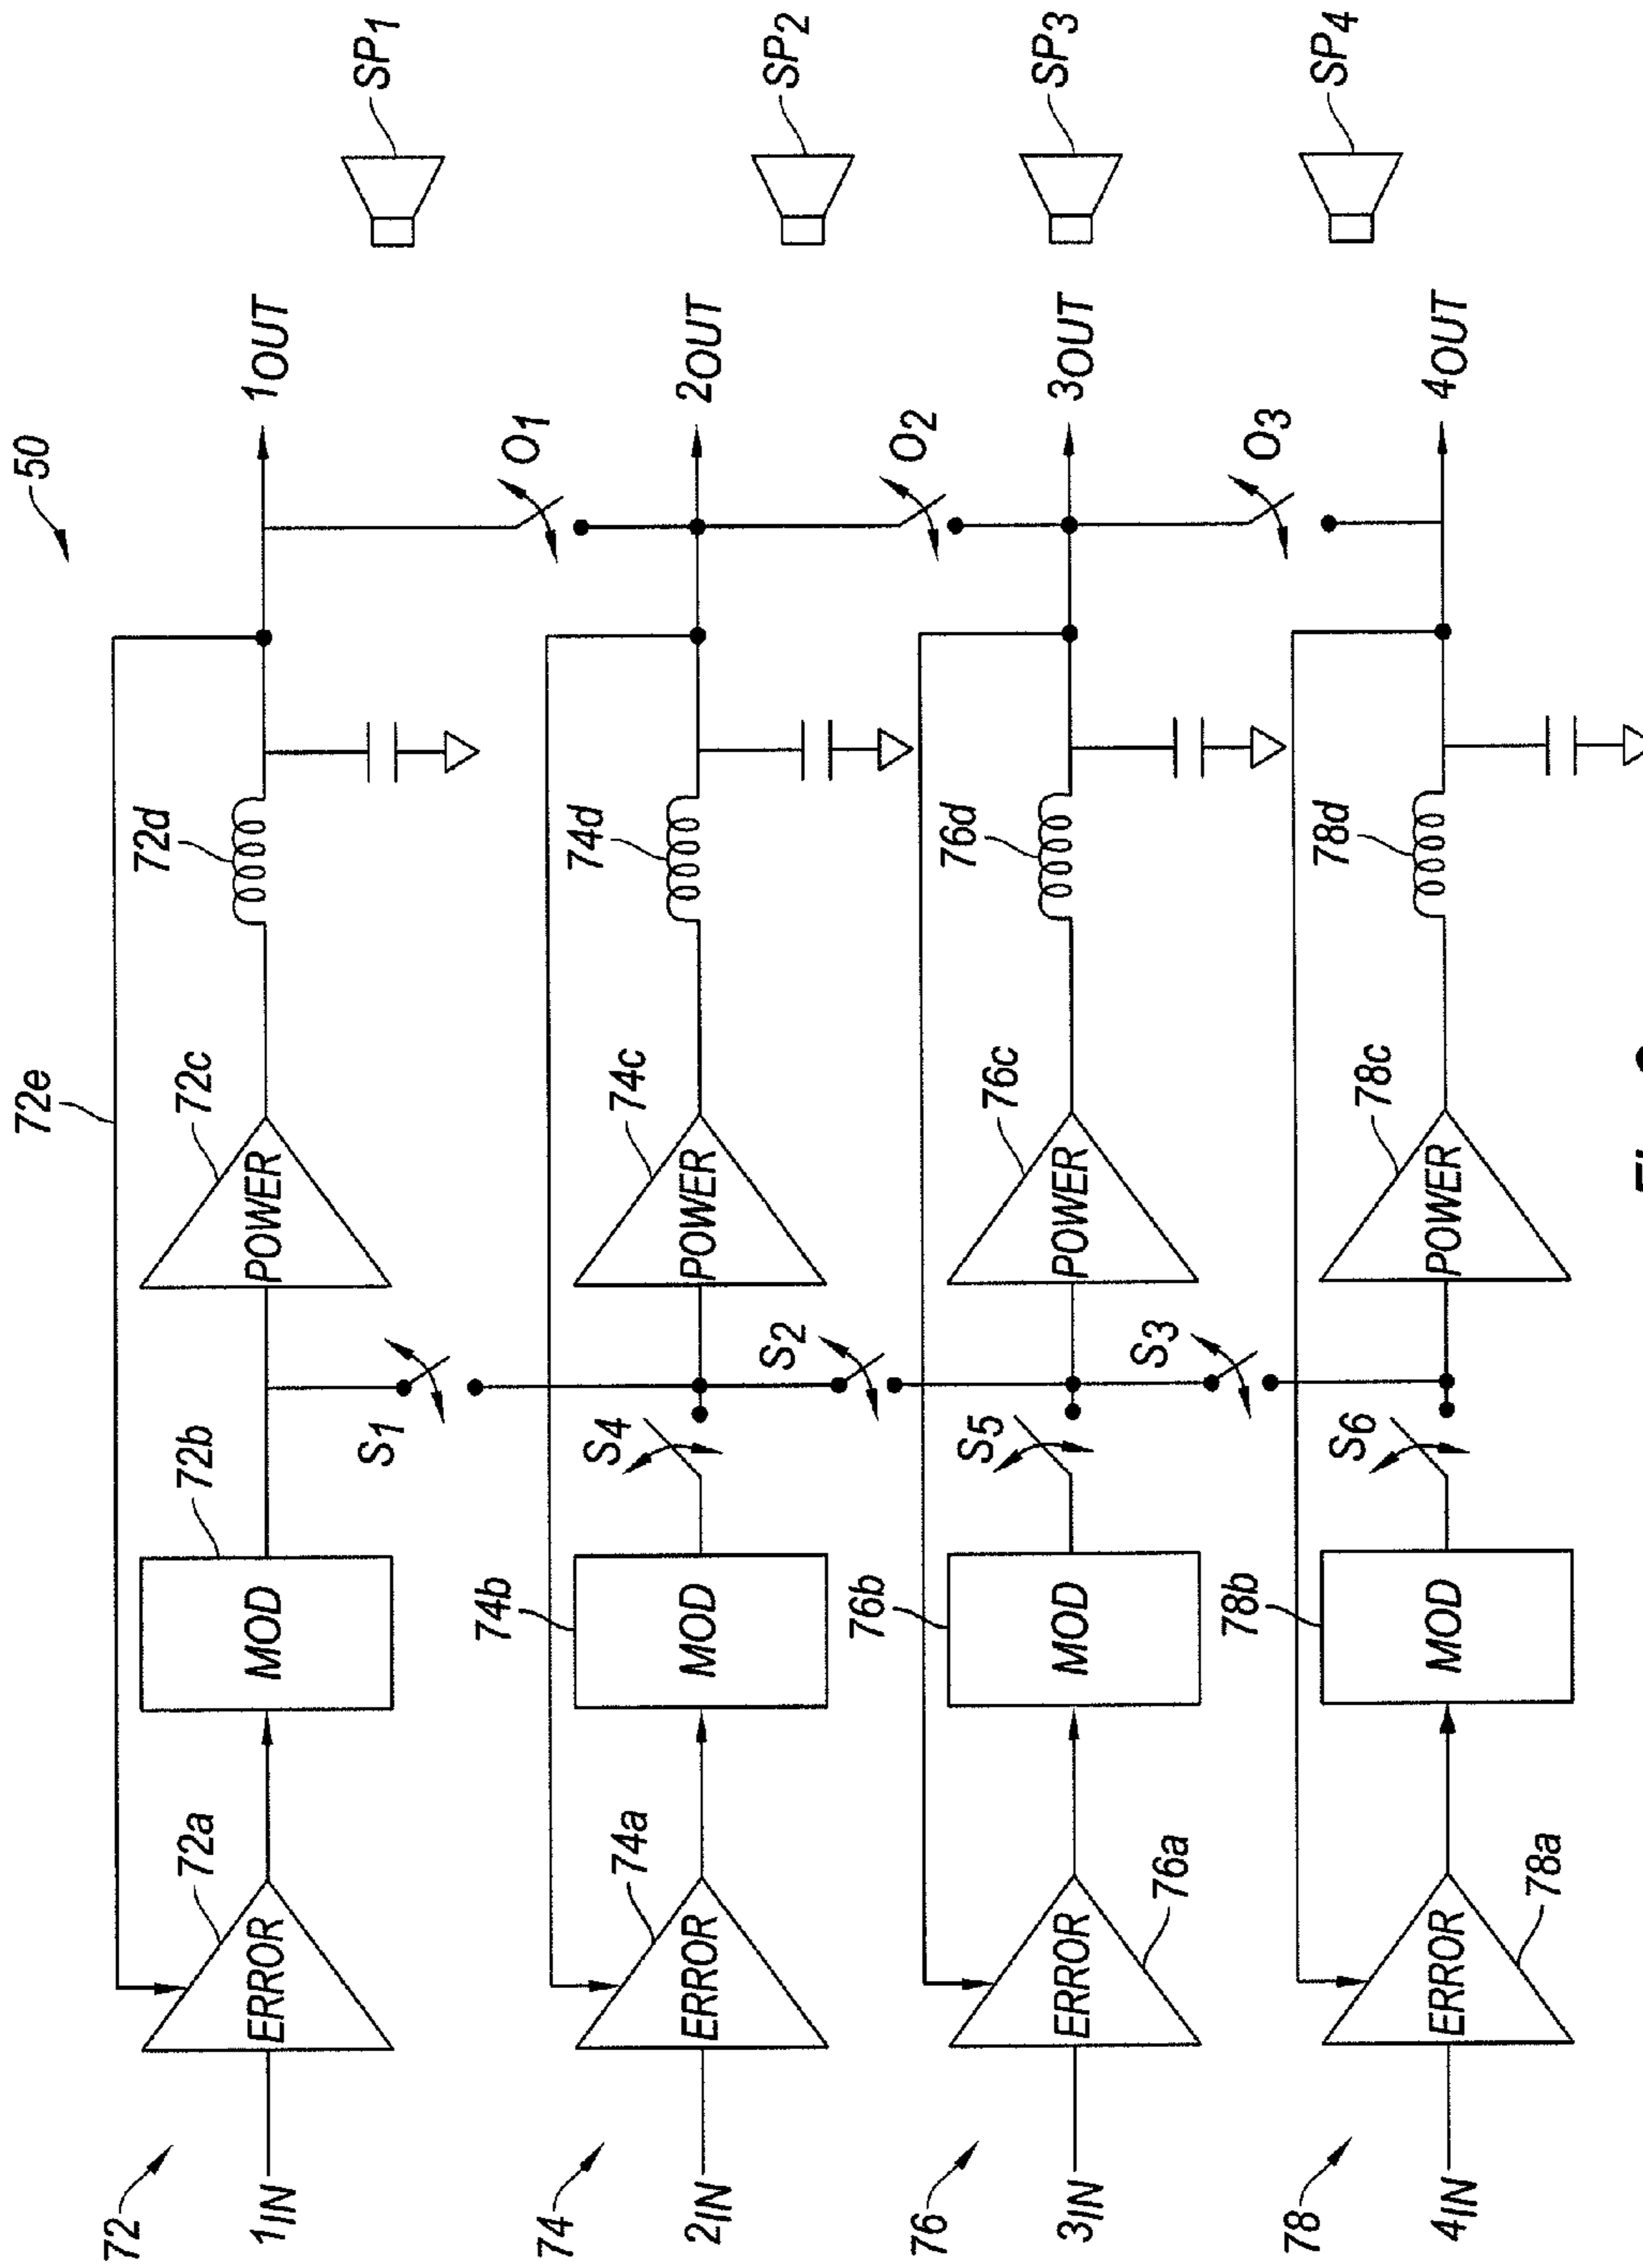 50
72
1IN
72a
ERROR
72b
MOD
S1
72c
POWER
72e
72d
O1
1OUT
SP1
74
2IN
74a
ERROR
74b
MOD
S4
S2
74c
POWER
74d
O2
2OUT
SP2
76
3IN
76a
ERROR
76b
MOD
S5
S3
76c
POWER
76d
O3
3OUT
SP3
78
4IN
78a
ERROR
78b
MOD
S6
78c
POWER
78d
4OUT
SP4